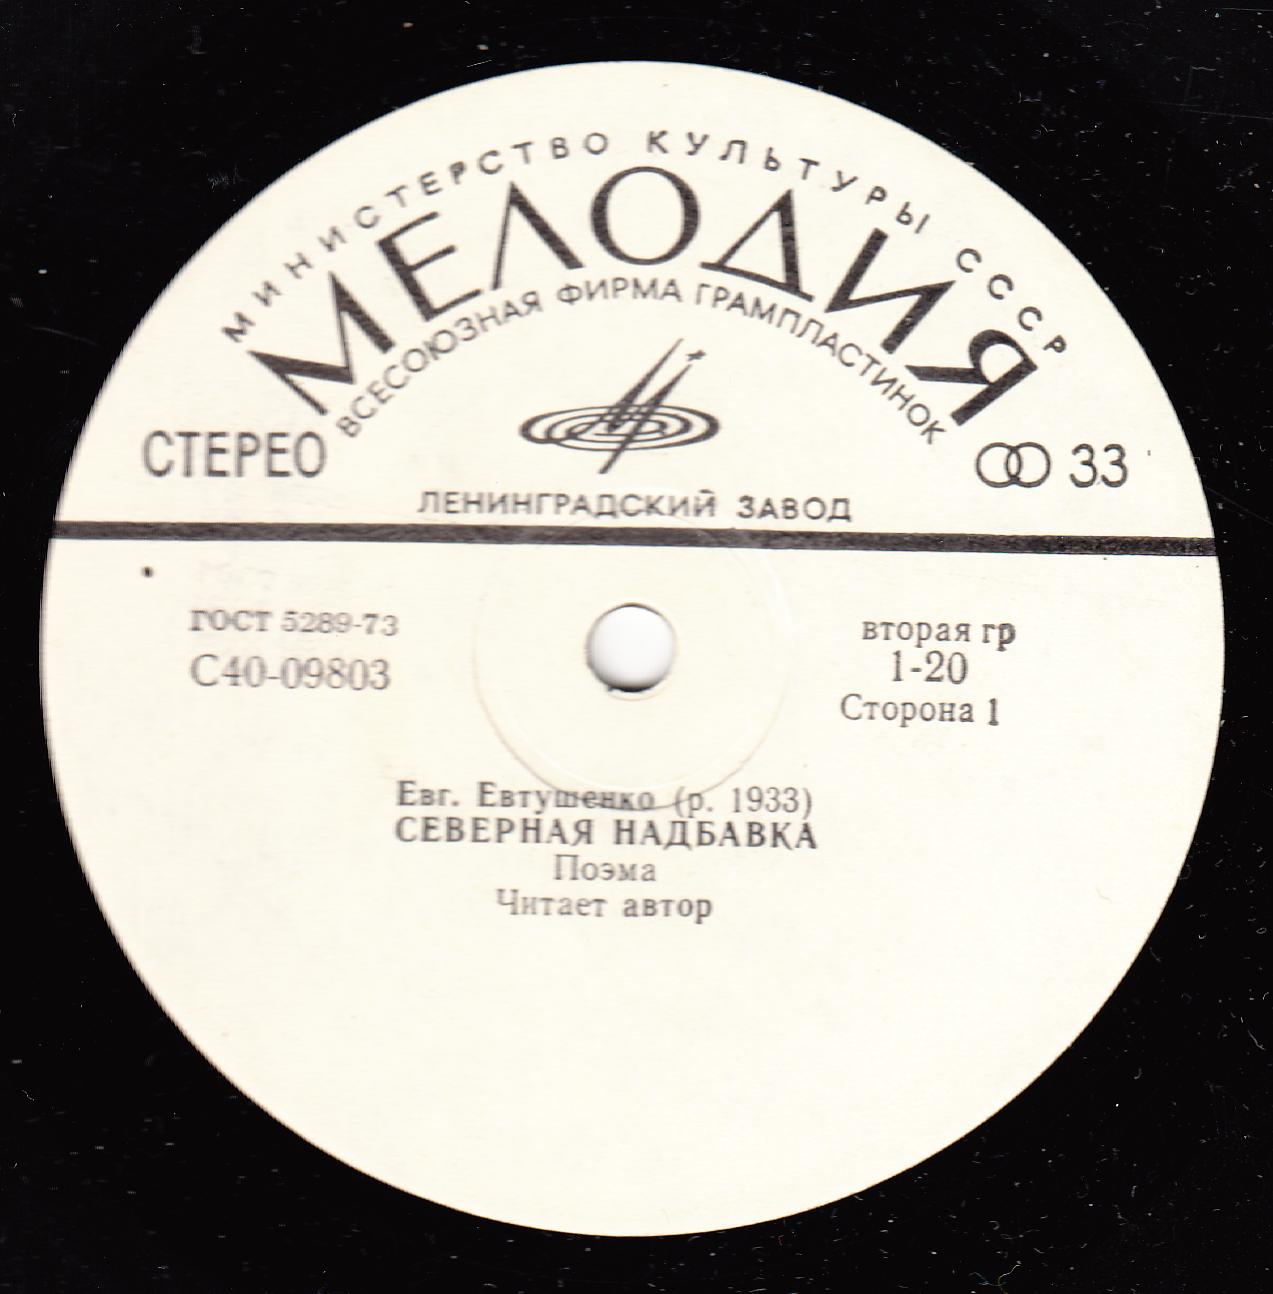 МИНИСТЕРСТВО КУЛЬТУРЫ СССР
МЕЛОДИЯ
ВСЕСОЮЗНАЯ ФИРМА ГРАМПЛАСТИНОК
СТЕРЕО
33
ЛЕНИНГРАДСКИЙ ЗАВОД
ГОСТ 5289-73
С40-09803
вторая гр
1-20
Сторона 1
Евг. Евтушенко (р. 1933)
СЕВЕРНАЯ НАДБАВКА
Поэма
Читает автор